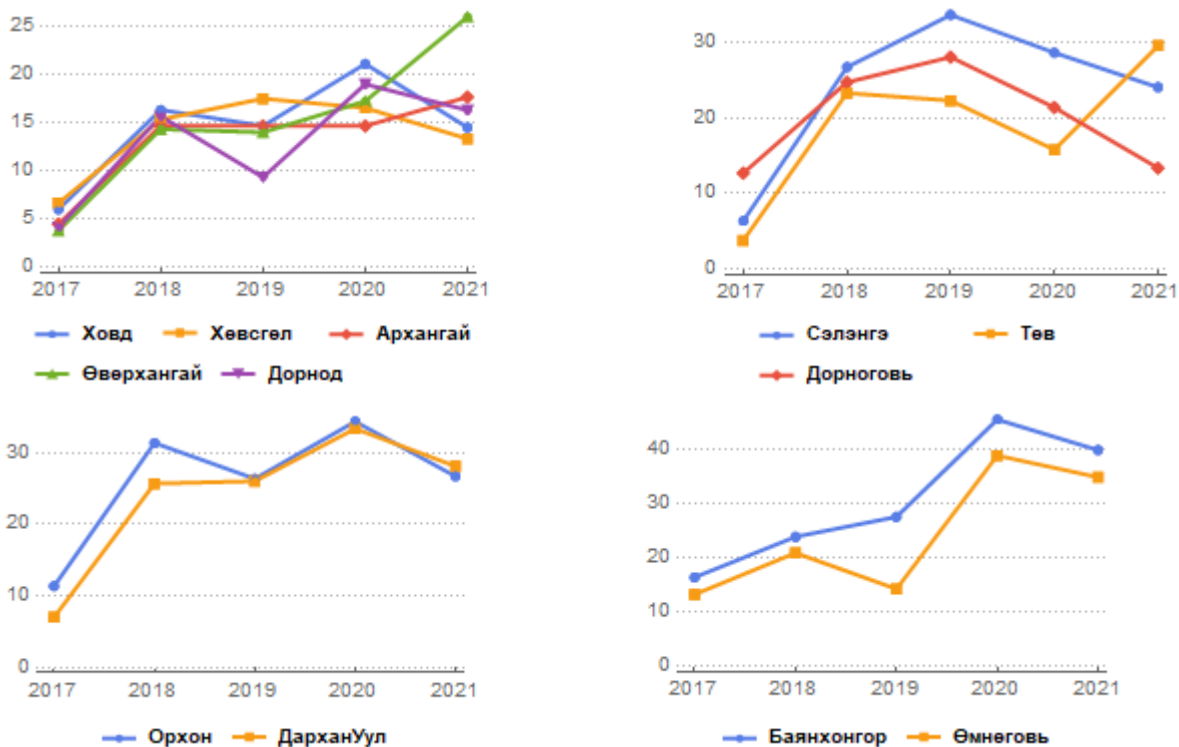 25
20
15
10
5
0
2017 2018 2019 2020 2021
Ховд Хөвсгөл Архангай
Өвөрхангай Дорнод
30
20
10
0
2017 2018 2019 2020 2021
Сэлэнгэ Төв
Дорноговь
30
20
10
0
2017 2018 2019 2020 2021
Орхон ДарханУул
40
30
20
10
0
2017 2018 2019 2020 2021
Баянхонгор Өмнөговь